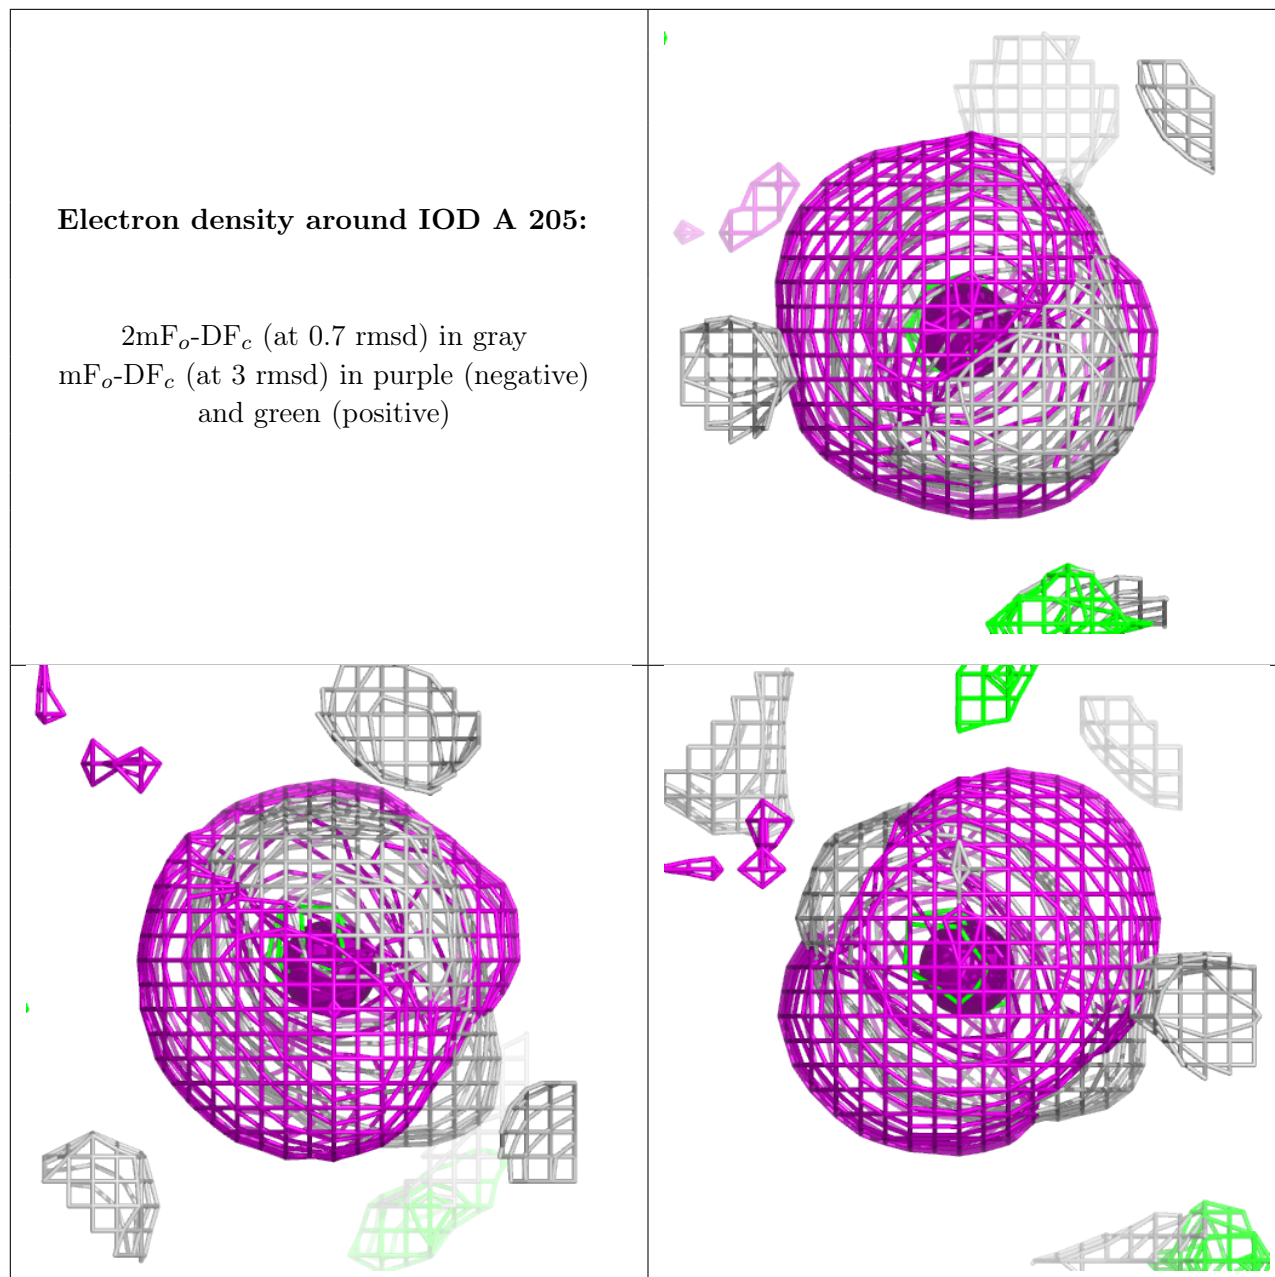 Electron density around IOD A 205:
2mFo-DFc (at 0.7 rmsd) in gray
mFo-DFc (at 3 rmsd) in purple (negative)
and green (positive)